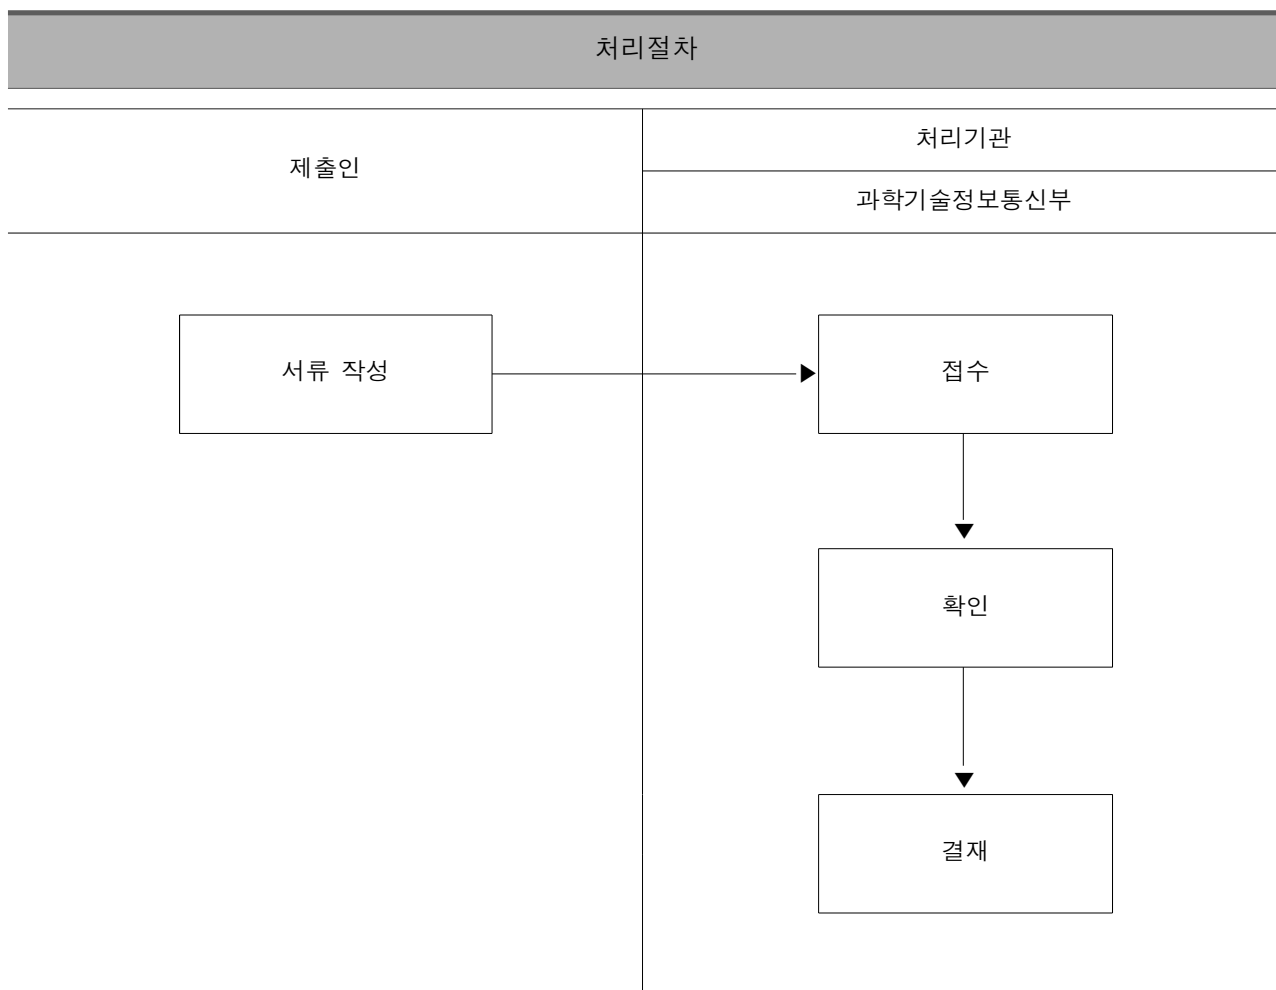 처리절차
제출인
처리기관
과학기술정보통신부
서류 작성
접수
확인
결재